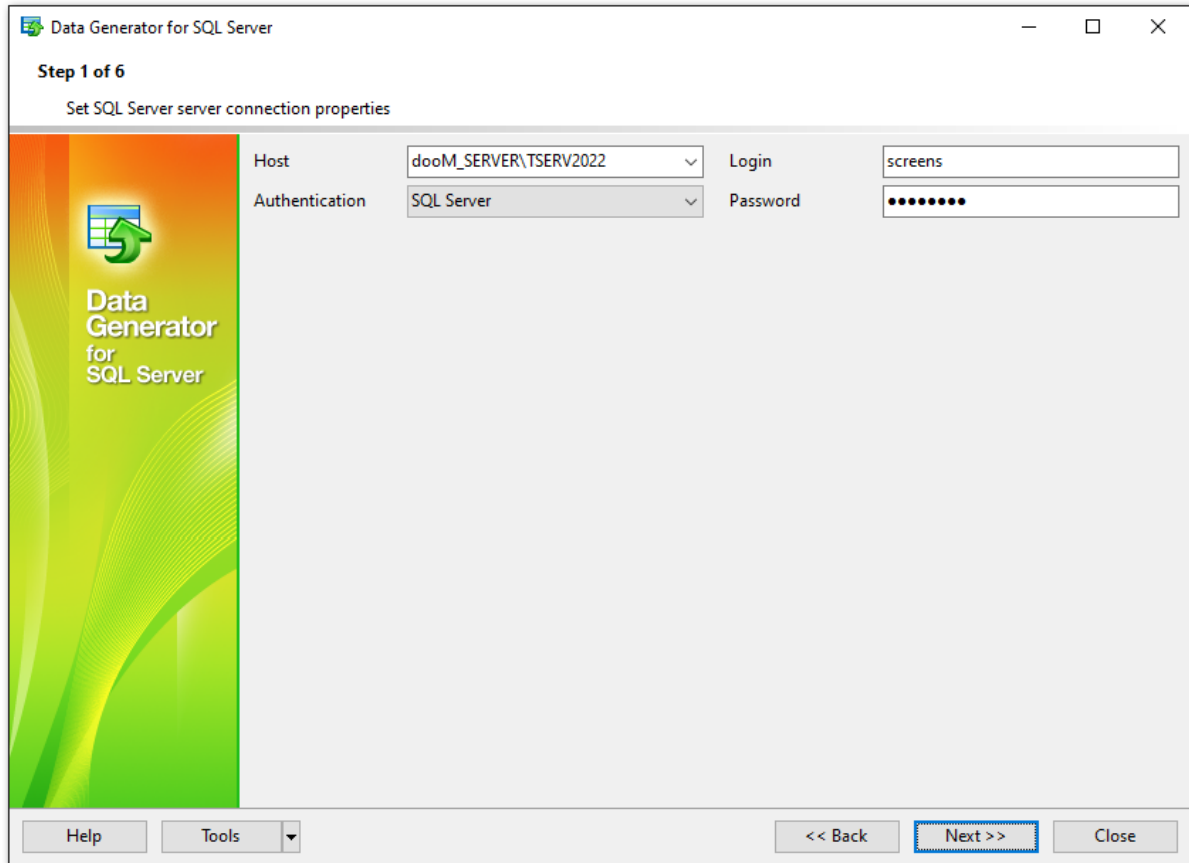 Data Generator for SQL Server
Step 1 of 6
Set SQL Server server connection properties
Data
Generator
for
SQL Server
Host dooM_SERVER\TSERV2022 Login screens
Authentication SQL Server Password ●●●●●●●●
Help Tools << Back Next >> Close